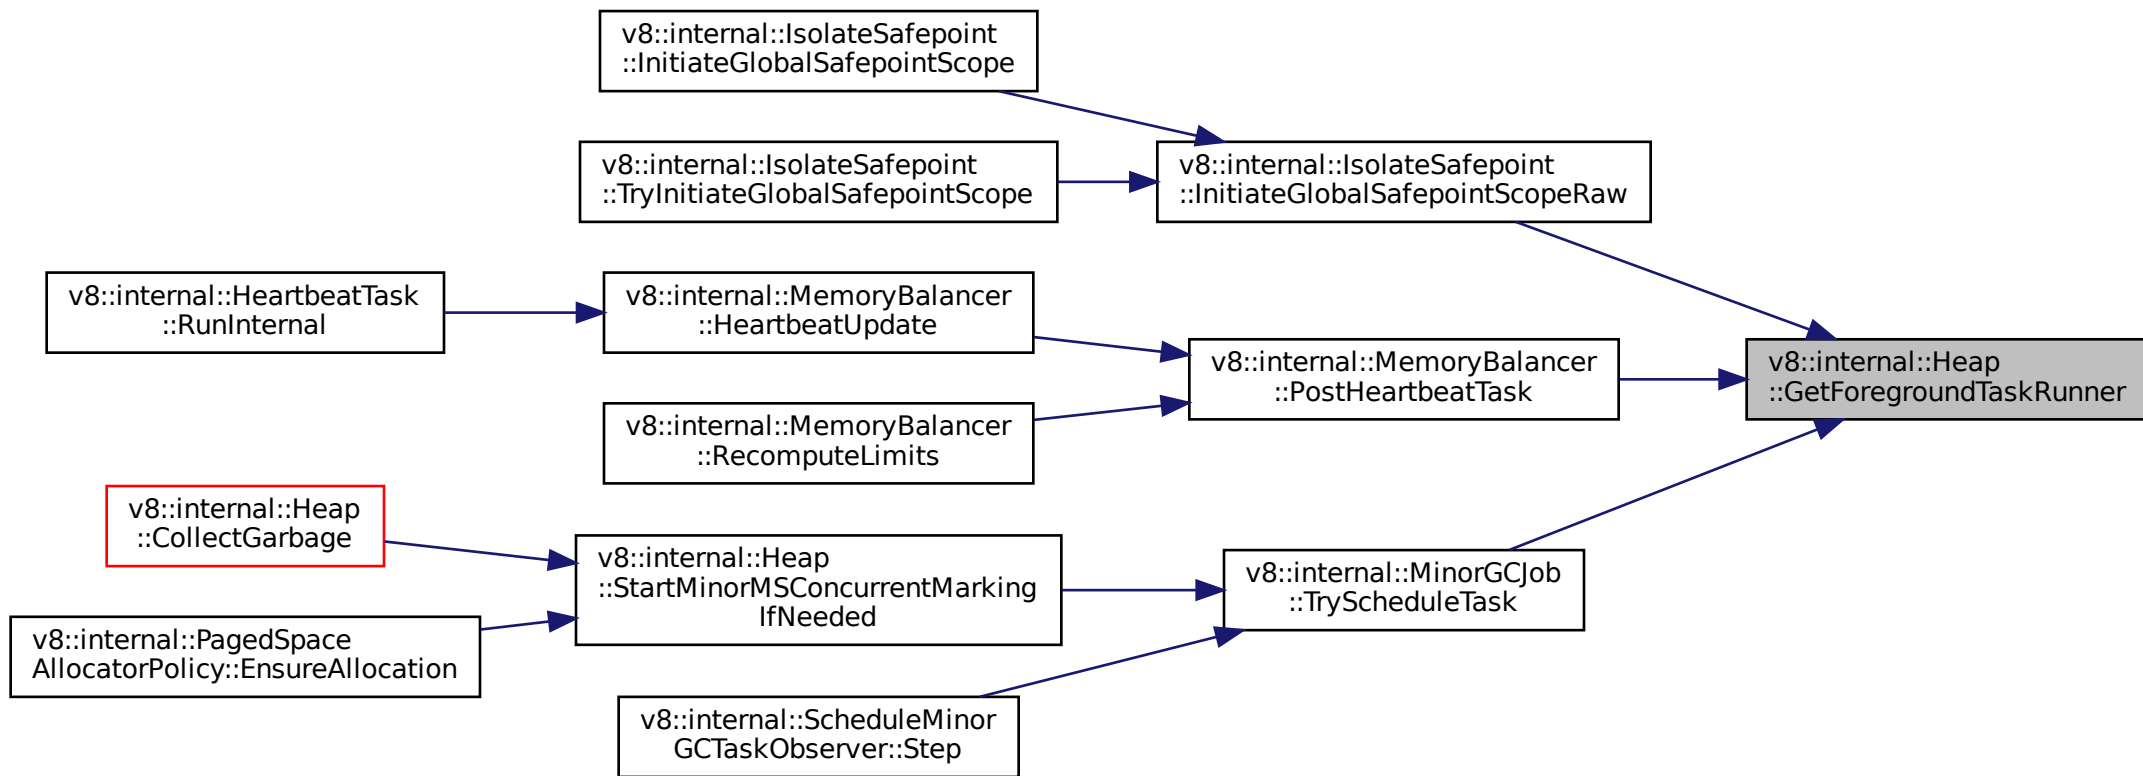 v8::internal::IsolateSafepoint
::InitiateGlobalSafepointScope
v8::internal::IsolateSafepoint
::TryInitiateGlobalSafepointScope
v8::internal::IsolateSafepoint
::InitiateGlobalSafepointScopeRaw
v8::internal::HeartbeatTask
::RunInternal
v8::internal::MemoryBalancer
::HeartbeatUpdate
v8::internal::MemoryBalancer
::PostHeartbeatTask
v8::internal::Heap
::GetForegroundTaskRunner
v8::internal::MemoryBalancer
::RecomputeLimits
v8::internal::Heap
::CollectGarbage
v8::internal::Heap
::StartMinorMSConcurrentMarking
IfNeeded
v8::internal::MinorGCJob
::TryScheduleTask
v8::internal::PagedSpace
AllocatorPolicy::EnsureAllocation
v8::internal::ScheduleMinor
GCTaskObserver::Step